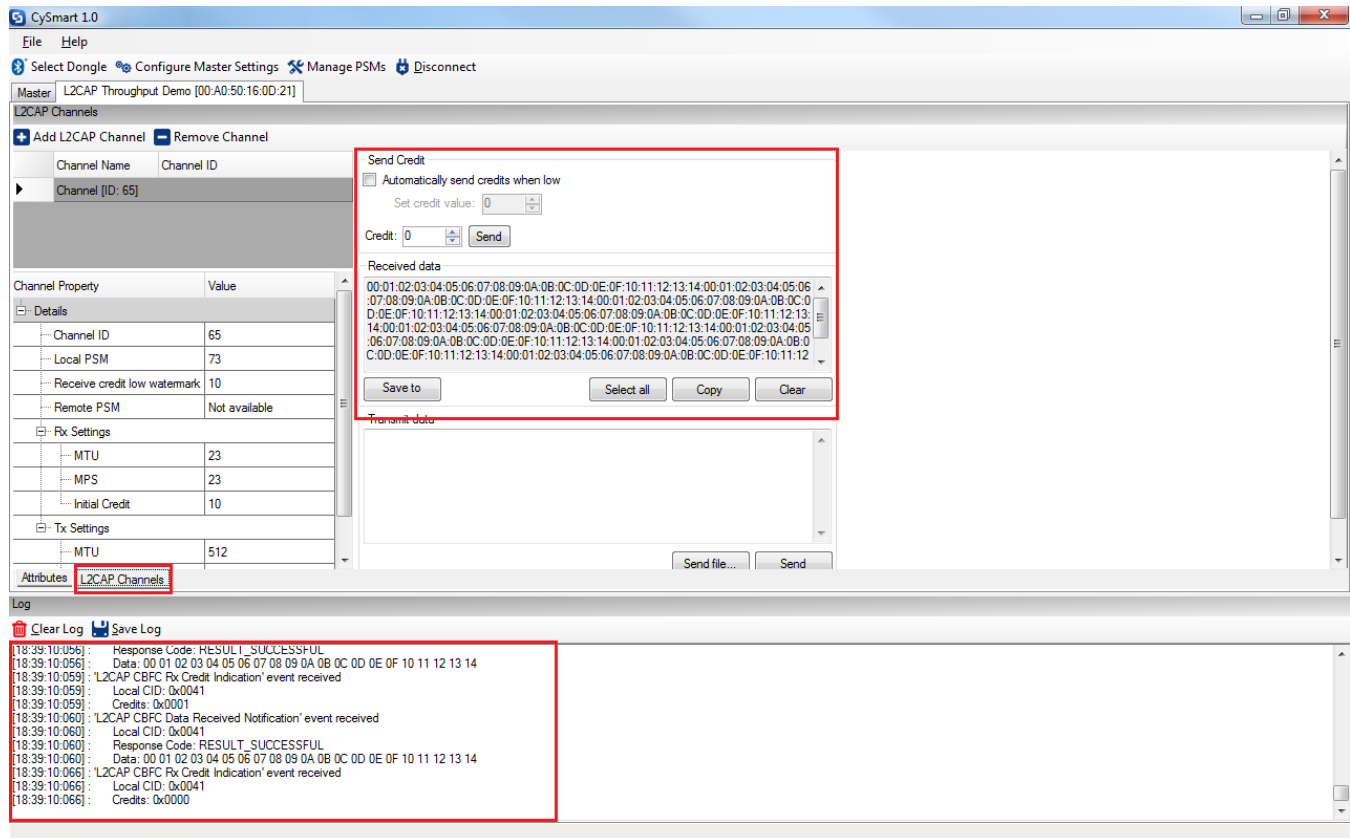 CySmart 1.0
File Help
Select Dongle Configure Master Settings Manage PSMs Disconnect
Master L2CAP Throughput Demo [00:A0:50:16:0D:21]
L2CAP Channels
Add L2CAP Channel Remove Channel
Channel Name Channel ID
Channel [ID: 65]
Channel Property Value
Details
Channel ID 65
Local PSM 73
Receive credit low watermark 10
Remote PSM Not available
Rx Settings
MTU 23
MPS 23
Initial Credit 10
Tx Settings
MTU 512
Attributes L2CAP Channels
Send Credit
Automatically send credits when low
Set credit value: 0
Credit: 0 Send
Received data
00:01:02:03:04:05:06:07:08:09:0A:0B:0C:0D:0E:0F:10:11:12:13:14:00:01:02:03:04:05:06
:07:08:09:0A:0B:0C:0D:0E:0F:10:11:12:13:14:00:01:02:03:04:05:06:07:08:09:0A:0B:0C:0
D:0E:0F:10:11:12:13:14:00:01:02:03:04:05:06:07:08:09:0A:0B:0C:0D:0E:0F:10:11:12:13:
14:00:01:02:03:04:05:06:07:08:09:0A:0B:0C:0D:0E:0F:10:11:12:13:14:00:01:02:03:04:05
:06:07:08:09:0A:0B:0C:0D:0E:0F:10:11:12:13:14:00:01:02:03:04:05:06:07:08:09:0A:0B:0
C:0D:0E:0F:10:11:12:13:14:00:01:02:03:04:05:06:07:08:09:0A:0B:0C:0D:0E:0F:10:11:12
Save to Select all Copy Clear
Transmit data
Send file... Send
Log
Clear Log Save Log
[18:39:10:056] : Response Code: RESULT_SUCCESSFUL
[18:39:10:056] : Data: 00 01 02 03 04 05 06 07 08 09 0A 0B 0C 0D 0E 0F 10 11 12 13 14
[18:39:10:059] : 'L2CAP CBFC Rx Credit Indication' event received
[18:39:10:059] : Local CID: 0x0041
[18:39:10:059] : Credits: 0x0001
[18:39:10:060] : 'L2CAP CBFC Data Received Notification' event received
[18:39:10:060] : Local CID: 0x0041
[18:39:10:060] : Response Code: RESULT_SUCCESSFUL
[18:39:10:060] : Data: 00 01 02 03 04 05 06 07 08 09 0A 0B 0C 0D 0E 0F 10 11 12 13 14
[18:39:10:066] : 'L2CAP CBFC Rx Credit Indication' event received
[18:39:10:066] : Local CID: 0x0041
[18:39:10:066] : Credits: 0x0000